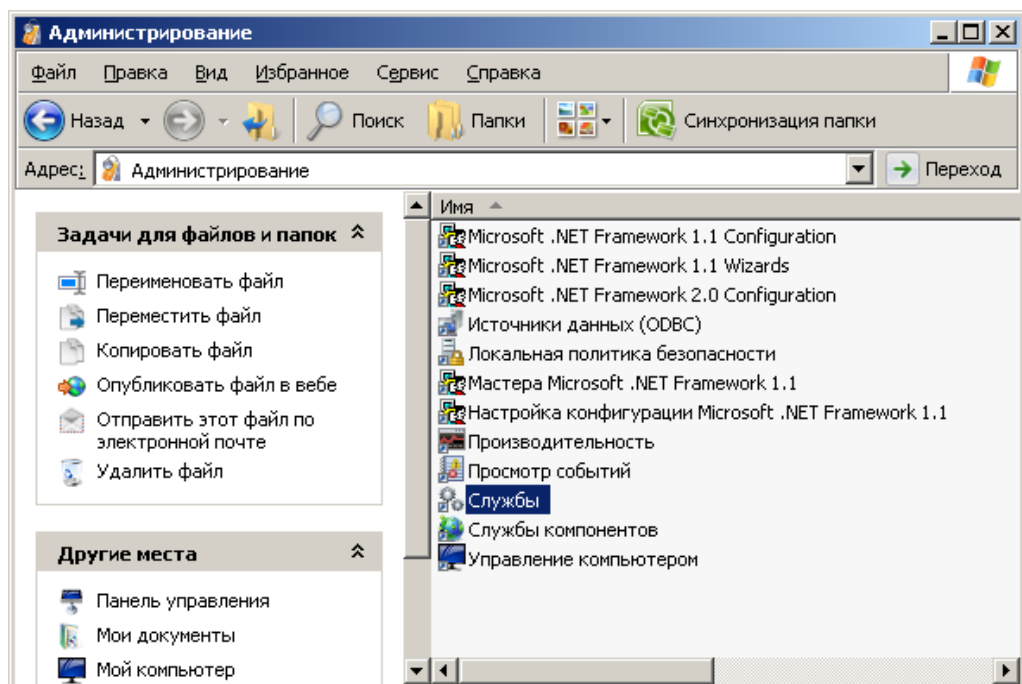 Администрирование
Файл Правка Вид Избранное Сервис Справка
Назад Поиск Папки Синхронизация папки
Адрес: Администрирование Переход
Задачи для файлов и папок
Переименовать файл
Переместить файл
Копировать файл
Опубликовать файл в вебе
Отправить этот файл по
электронной почте
Удалить файл
Другие места
Панель управления
Мои документы
Мой компьютер
Имя
Microsoft .NET Framework 1.1 Configuration
Microsoft .NET Framework 1.1 Wizards
Microsoft .NET Framework 2.0 Configuration
Источники данных (ODBC)
Локальная политика безопасности
Мастера Microsoft .NET Framework 1.1
Настройка конфигурации Microsoft .NET Framework 1.1
Производительность
Просмотр событий
Службы
Службы компонентов
Управление компьютером